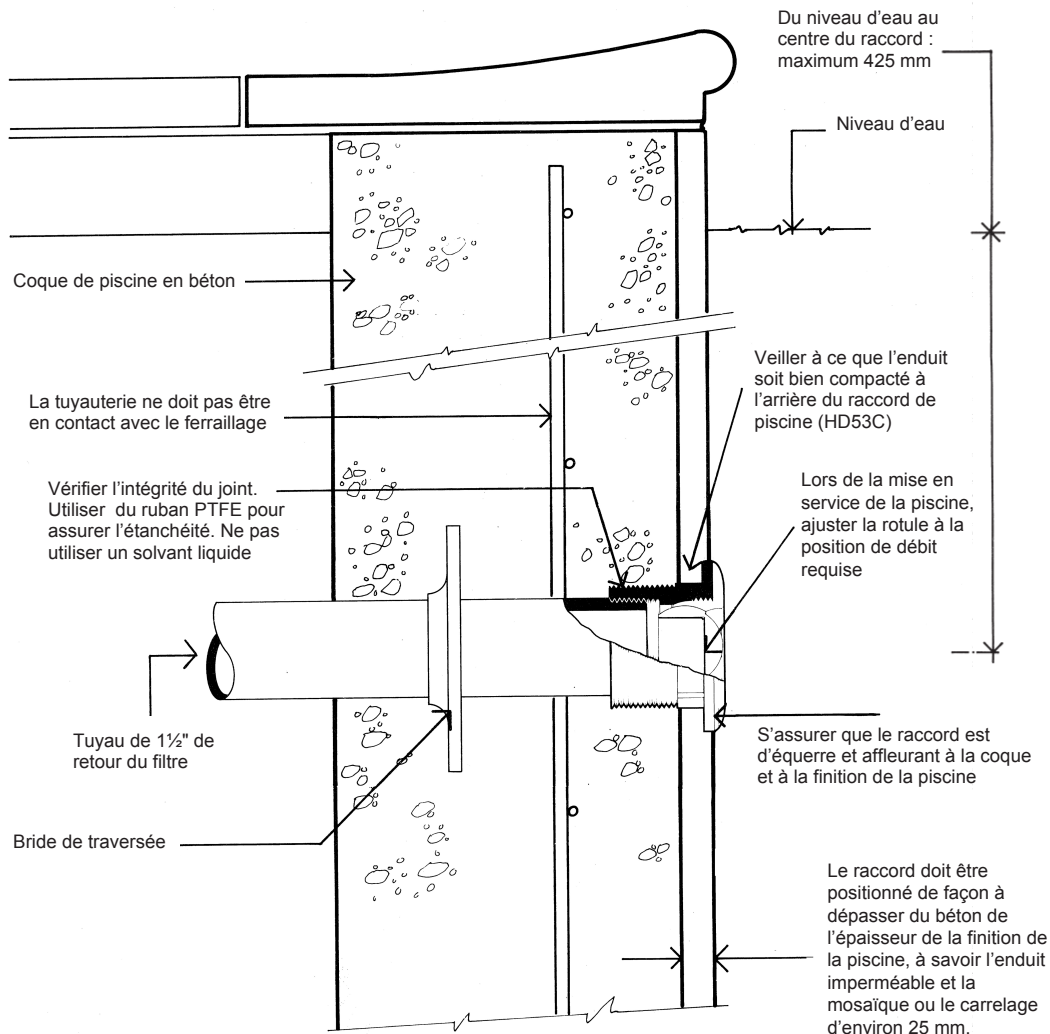 Du niveau d'eau au
centre du raccord :
maximum 425 mm
Niveau d'eau
Coque de piscine en béton
Veiller à ce que l'enduit
soit bien compacté à
l'arrière du raccord de
piscine (HD53C)
La tuyauterie ne doit pas être
en contact avec le ferraillage
Vérifier l'intégrité du joint.
Utiliser du ruban PTFE pour
assurer l'étanchéité. Ne pas
utiliser un solvant liquide
Lors de la mise en
service de la piscine,
ajuster la rotule à la
position de débit
requise
Tuyau de 1½" de
retour du filtre
S'assurer que le raccord est
d'équerre et affleurant à la coque
et à la finition de la piscine
Bride de traversée
Le raccord doit être
positionné de façon à
dépasser du béton de
l'épaisseur de la finition de
la piscine, à savoir l'enduit
imperméable et la
mosaïque ou le carrelage
d'environ 25 mm.